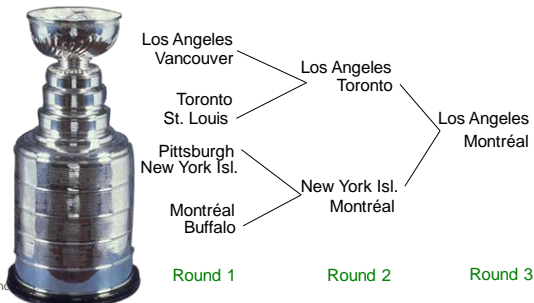 Los Angeles
Vancouver
Toronto
St. Louis
Pittsburgh
New York Isl.
Montréal
Buffalo
Los Angeles
Toronto
New York Isl.
Montréal
Los Angeles
Montréal
Round 1
Round 2
Round 3